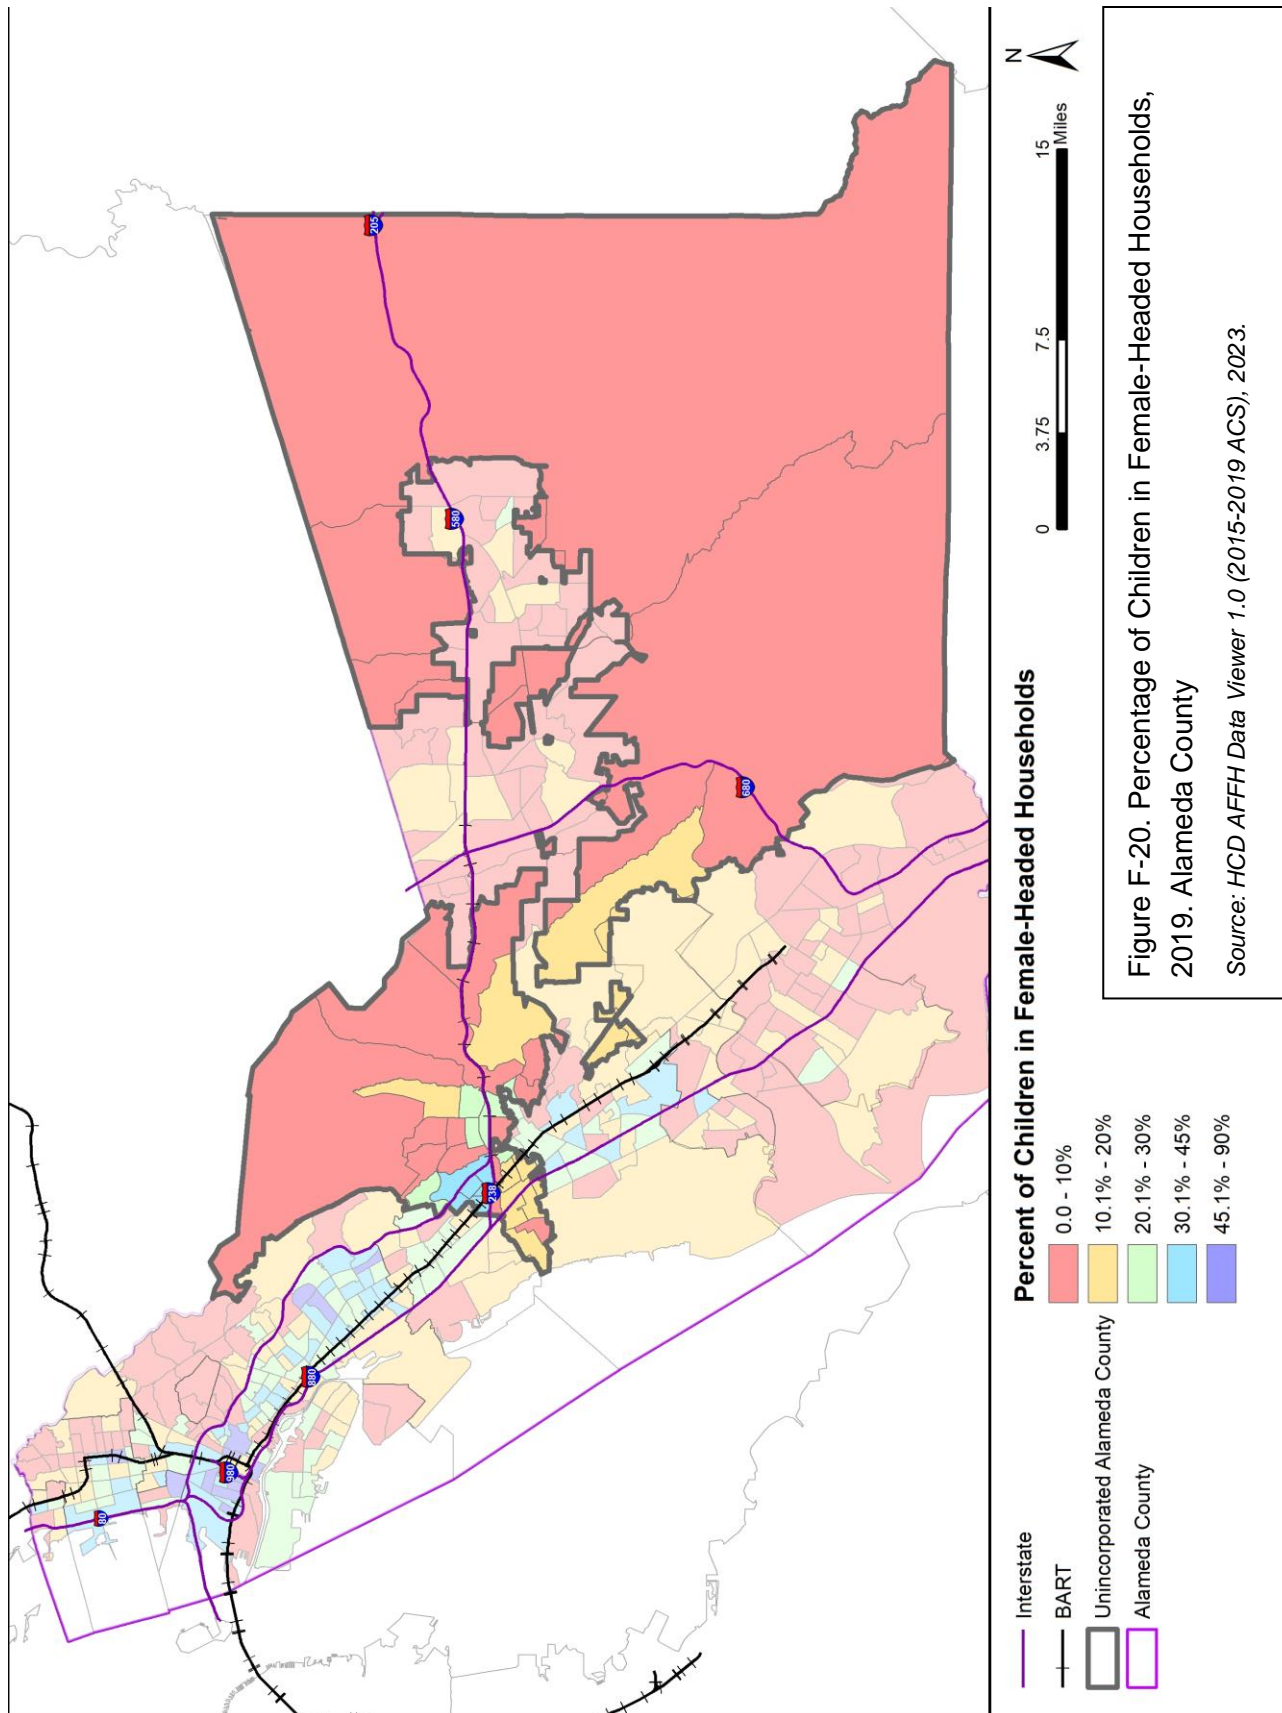 205
580
680
238
880
980
80
N
15
Miles
7.5
3.75
0
Percent of Children in Female-Headed Households
Interstate
BART
Unincorporated Alameda County
Alameda County
0.0 - 10%
10.1% - 20%
20.1% - 30%
30.1% - 45%
45.1% - 90%
Figure F-20. Percentage of Children in Female-Headed Households,
2019. Alameda County
Source: HCD AFFH Data Viewer 1.0 (2015-2019 ACS), 2023.